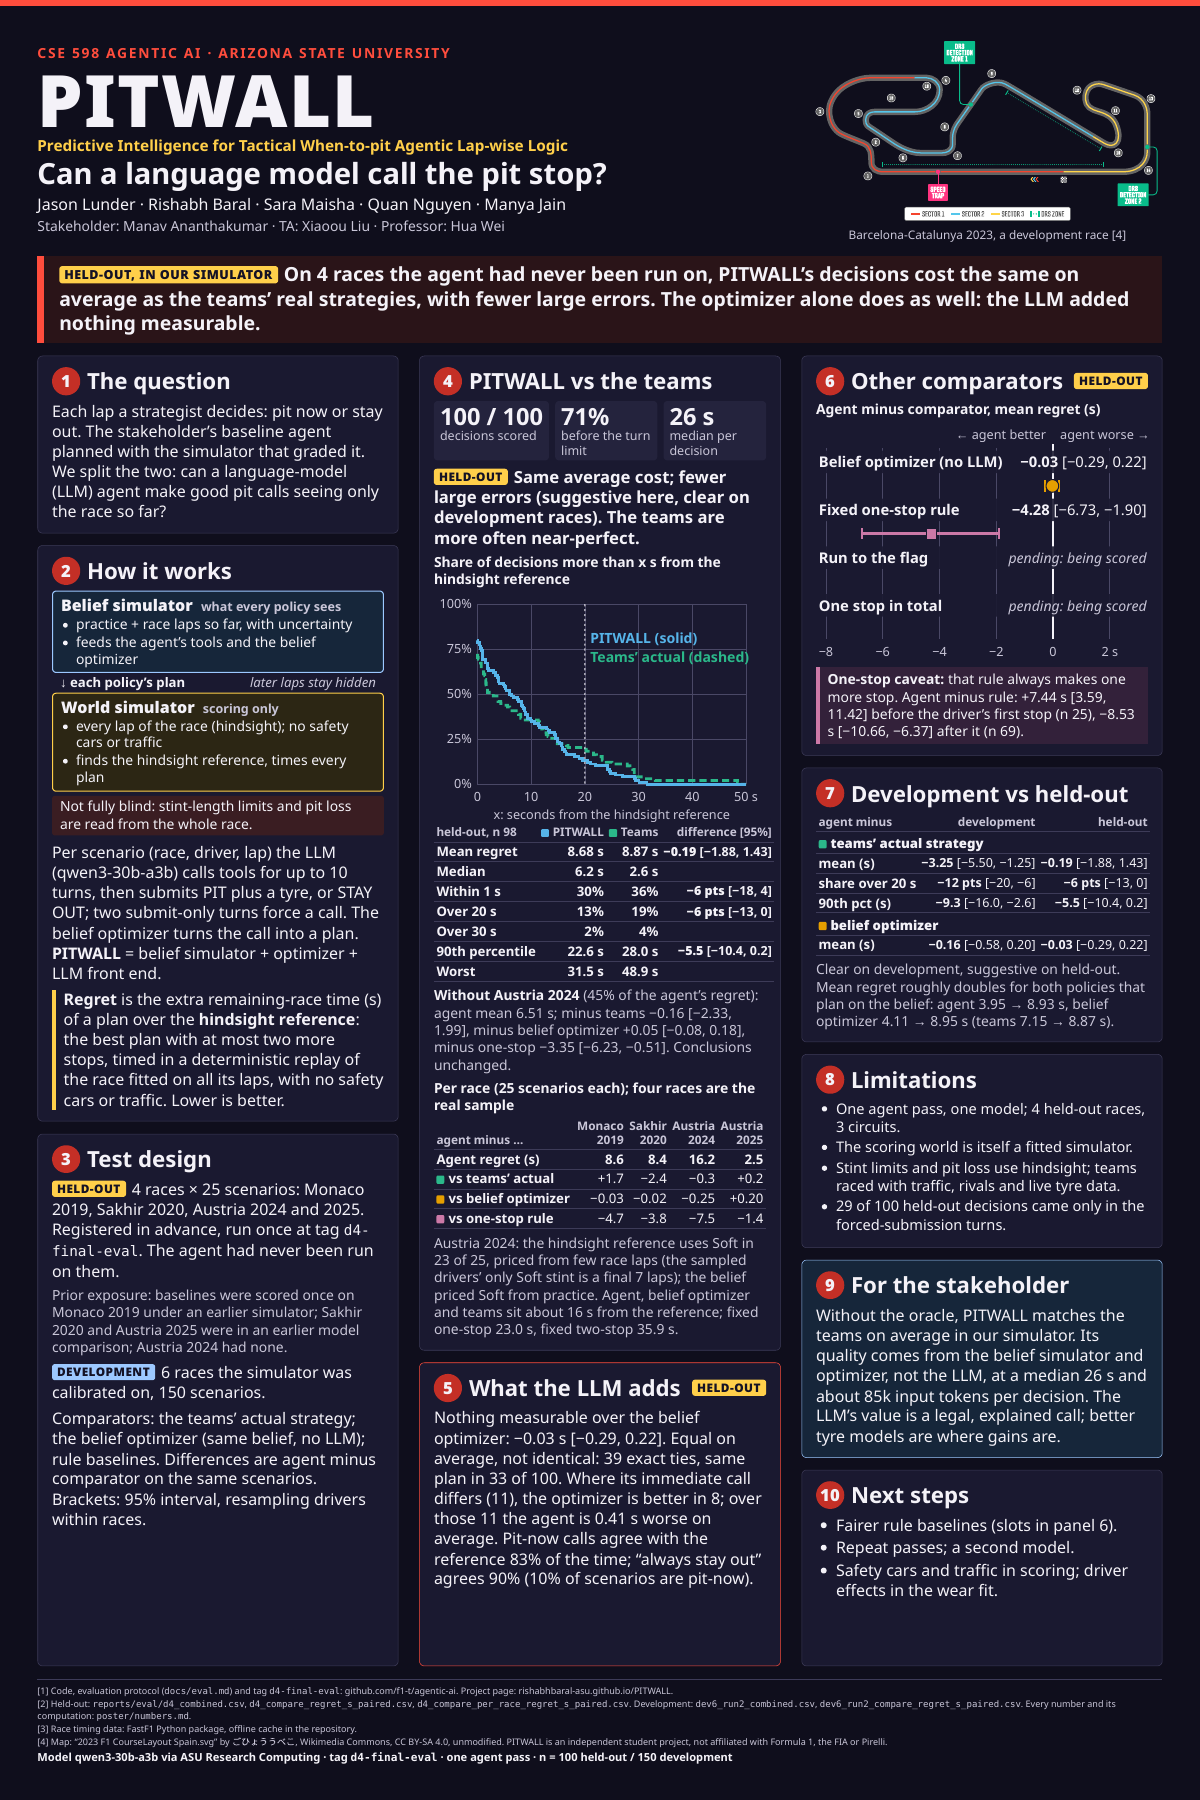 CSE 598 AGENTIC AI · ARIZONA STATE UNIVERSITY
PITWALL
Predictive Intelligence for Tactical When-to-pit Agentic Lap-wise Logic
Can a language model call the pit stop?
Jason Lunder · Rishabh Baral · Sara Maisha · Quan Nguyen · Manya Jain
Stakeholder: Manav Ananthakumar · TA: Xiaoou Liu · Professor: Hua Wei
DRS DETECTION ZONE 1
SPEED TRAP
DRS DETECTION ZONE 2
SECTOR 1 SECTOR 2 SECTOR 3 DRS ZONE
Barcelona-Catalunya 2023, a development race [4]
HELD-OUT, IN OUR SIMULATOR On 4 races the agent had never been run on, PITWALL’s decisions cost the same on
average as the teams’ real strategies, with fewer large errors. The optimizer alone does as well: the LLM added
nothing measurable.
1 The question
Each lap a strategist decides: pit now or stay
out. The stakeholder’s baseline agent
planned with the simulator that graded it.
We split the two: can a language-model
(LLM) agent make good pit calls seeing only
the race so far?
2 How it works
Belief simulator what every policy sees
• practice + race laps so far, with uncertainty
• feeds the agent’s tools and the belief
optimizer
↓ each policy’s plan later laps stay hidden
World simulator scoring only
• every lap of the race (hindsight); no safety
cars or traffic
• finds the hindsight reference, times every
plan
Not fully blind: stint-length limits and pit loss
are read from the whole race.
Per scenario (race, driver, lap) the LLM
(qwen3-30b-a3b) calls tools for up to 10
turns, then submits PIT plus a tyre, or STAY
OUT; two submit-only turns force a call. The
belief optimizer turns the call into a plan.
PITWALL = belief simulator + optimizer +
LLM front end.
Regret is the extra remaining-race time (s)
of a plan over the hindsight reference:
the best plan with at most two more
stops, timed in a deterministic replay of
the race fitted on all its laps, with no safety
cars or traffic. Lower is better.
3 Test design
HELD-OUT 4 races × 25 scenarios: Monaco
2019, Sakhir 2020, Austria 2024 and 2025.
Registered in advance, run once at tag d4-
final-eval. The agent had never been run
on them.
Prior exposure: baselines were scored once on
Monaco 2019 under an earlier simulator; Sakhir
2020 and Austria 2025 were in an earlier model
comparison; Austria 2024 had none.
DEVELOPMENT 6 races the simulator was
calibrated on, 150 scenarios.
Comparators: the teams’ actual strategy;
the belief optimizer (same belief, no LLM);
rule baselines. Differences are agent minus
comparator on the same scenarios.
Brackets: 95% interval, resampling drivers
within races.
4 PITWALL vs the teams
100 / 100 71% 26 s
decisions scored before the turn median per
limit decision
HELD-OUT Same average cost; fewer
large errors (suggestive here, clear on
development races). The teams are
more often near-perfect.
Share of decisions more than x s from the
hindsight reference
100%
75%
50%
25%
0%
PITWALL (solid)
Teams’ actual (dashed)
0 10 20 30 40 50 s
x: seconds from the hindsight reference
held-out, n 98 PITWALL Teams difference [95%]
Mean regret 8.68 s 8.87 s −0.19 [−1.88, 1.43]
Median 6.2 s 2.6 s
Within 1 s 30% 36% −6 pts [−18, 4]
Over 20 s 13% 19% −6 pts [−13, 0]
Over 30 s 2% 4%
90th percentile 22.6 s 28.0 s −5.5 [−10.4, 0.2]
Worst 31.5 s 48.9 s
Without Austria 2024 (45% of the agent’s regret):
agent mean 6.51 s; minus teams −0.16 [−2.33,
1.99], minus belief optimizer +0.05 [−0.08, 0.18],
minus one-stop −3.35 [−6.23, −0.51]. Conclusions
unchanged.
Per race (25 scenarios each); four races are the
real sample
Monaco Sakhir Austria Austria
agent minus … 2019 2020 2024 2025
Agent regret (s) 8.6 8.4 16.2 2.5
vs teams’ actual +1.7 −2.4 −0.3 +0.2
vs belief optimizer −0.03 −0.02 −0.25 +0.20
vs one-stop rule −4.7 −3.8 −7.5 −1.4
Austria 2024: the hindsight reference uses Soft in
23 of 25, priced from few race laps (the sampled
drivers’ only Soft stint is a final 7 laps); the belief
priced Soft from practice. Agent, belief optimizer
and teams sit about 16 s from the reference; fixed
one-stop 23.0 s, fixed two-stop 35.9 s.
5 What the LLM adds HELD-OUT
Nothing measurable over the belief
optimizer: −0.03 s [−0.29, 0.22]. Equal on
average, not identical: 39 exact ties, same
plan in 33 of 100. Where its immediate call
differs (11), the optimizer is better in 8; over
those 11 the agent is 0.41 s worse on
average. Pit-now calls agree with the
reference 83% of the time; “always stay out”
agrees 90% (10% of scenarios are pit-now).
6 Other comparators HELD-OUT
Agent minus comparator, mean regret (s)
← agent better agent worse →
Belief optimizer (no LLM) −0.03 [−0.29, 0.22]
Fixed one-stop rule −4.28 [−6.73, −1.90]
Run to the flag pending: being scored
One stop in total pending: being scored
−8 −6 −4 −2 0 2 s
One-stop caveat: that rule always makes one
more stop. Agent minus rule: +7.44 s [3.59,
11.42] before the driver’s first stop (n 25), −8.53
s [−10.66, −6.37] after it (n 69).
7 Development vs held-out
agent minus development held-out
teams’ actual strategy
mean (s) −3.25 [−5.50, −1.25] −0.19 [−1.88, 1.43]
share over 20 s −12 pts [−20, −6] −6 pts [−13, 0]
90th pct (s) −9.3 [−16.0, −2.6] −5.5 [−10.4, 0.2]
belief optimizer
mean (s) −0.16 [−0.58, 0.20] −0.03 [−0.29, 0.22]
Clear on development, suggestive on held-out.
Mean regret roughly doubles for both policies that
plan on the belief: agent 3.95 → 8.93 s, belief
optimizer 4.11 → 8.95 s (teams 7.15 → 8.87 s).
8 Limitations
• One agent pass, one model; 4 held-out races,
3 circuits.
• The scoring world is itself a fitted simulator.
• Stint limits and pit loss use hindsight; teams
raced with traffic, rivals and live tyre data.
• 29 of 100 held-out decisions came only in the
forced-submission turns.
9 For the stakeholder
Without the oracle, PITWALL matches the
teams on average in our simulator. Its
quality comes from the belief simulator and
optimizer, not the LLM, at a median 26 s and
about 85k input tokens per decision. The
LLM’s value is a legal, explained call; better
tyre models are where gains are.
10 Next steps
• Fairer rule baselines (slots in panel 6).
• Repeat passes; a second model.
• Safety cars and traffic in scoring; driver
effects in the wear fit.
[1] Code, evaluation protocol (docs/eval.md) and tag d4-final-eval: github.com/f1-t/agentic-ai. Project page: rishabhbaral-asu.github.io/PITWALL.
[2] Held-out: reports/eval/d4_combined.csv, d4_compare_regret_s_paired.csv, d4_compare_per_race_regret_s_paired.csv. Development: dev6_run2_combined.csv, dev6_run2_compare_regret_s_paired.csv. Every number and its
computation: poster/numbers.md.
[3] Race timing data: FastF1 Python package, offline cache in the repository.
[4] Map: “2023 F1 CourseLayout Spain.svg” by ごひょううべこ, Wikimedia Commons, CC BY-SA 4.0, unmodified. PITWALL is an independent student project, not affiliated with Formula 1, the FIA or Pirelli.
Model qwen3-30b-a3b via ASU Research Computing · tag d4-final-eval · one agent pass · n = 100 held-out / 150 development